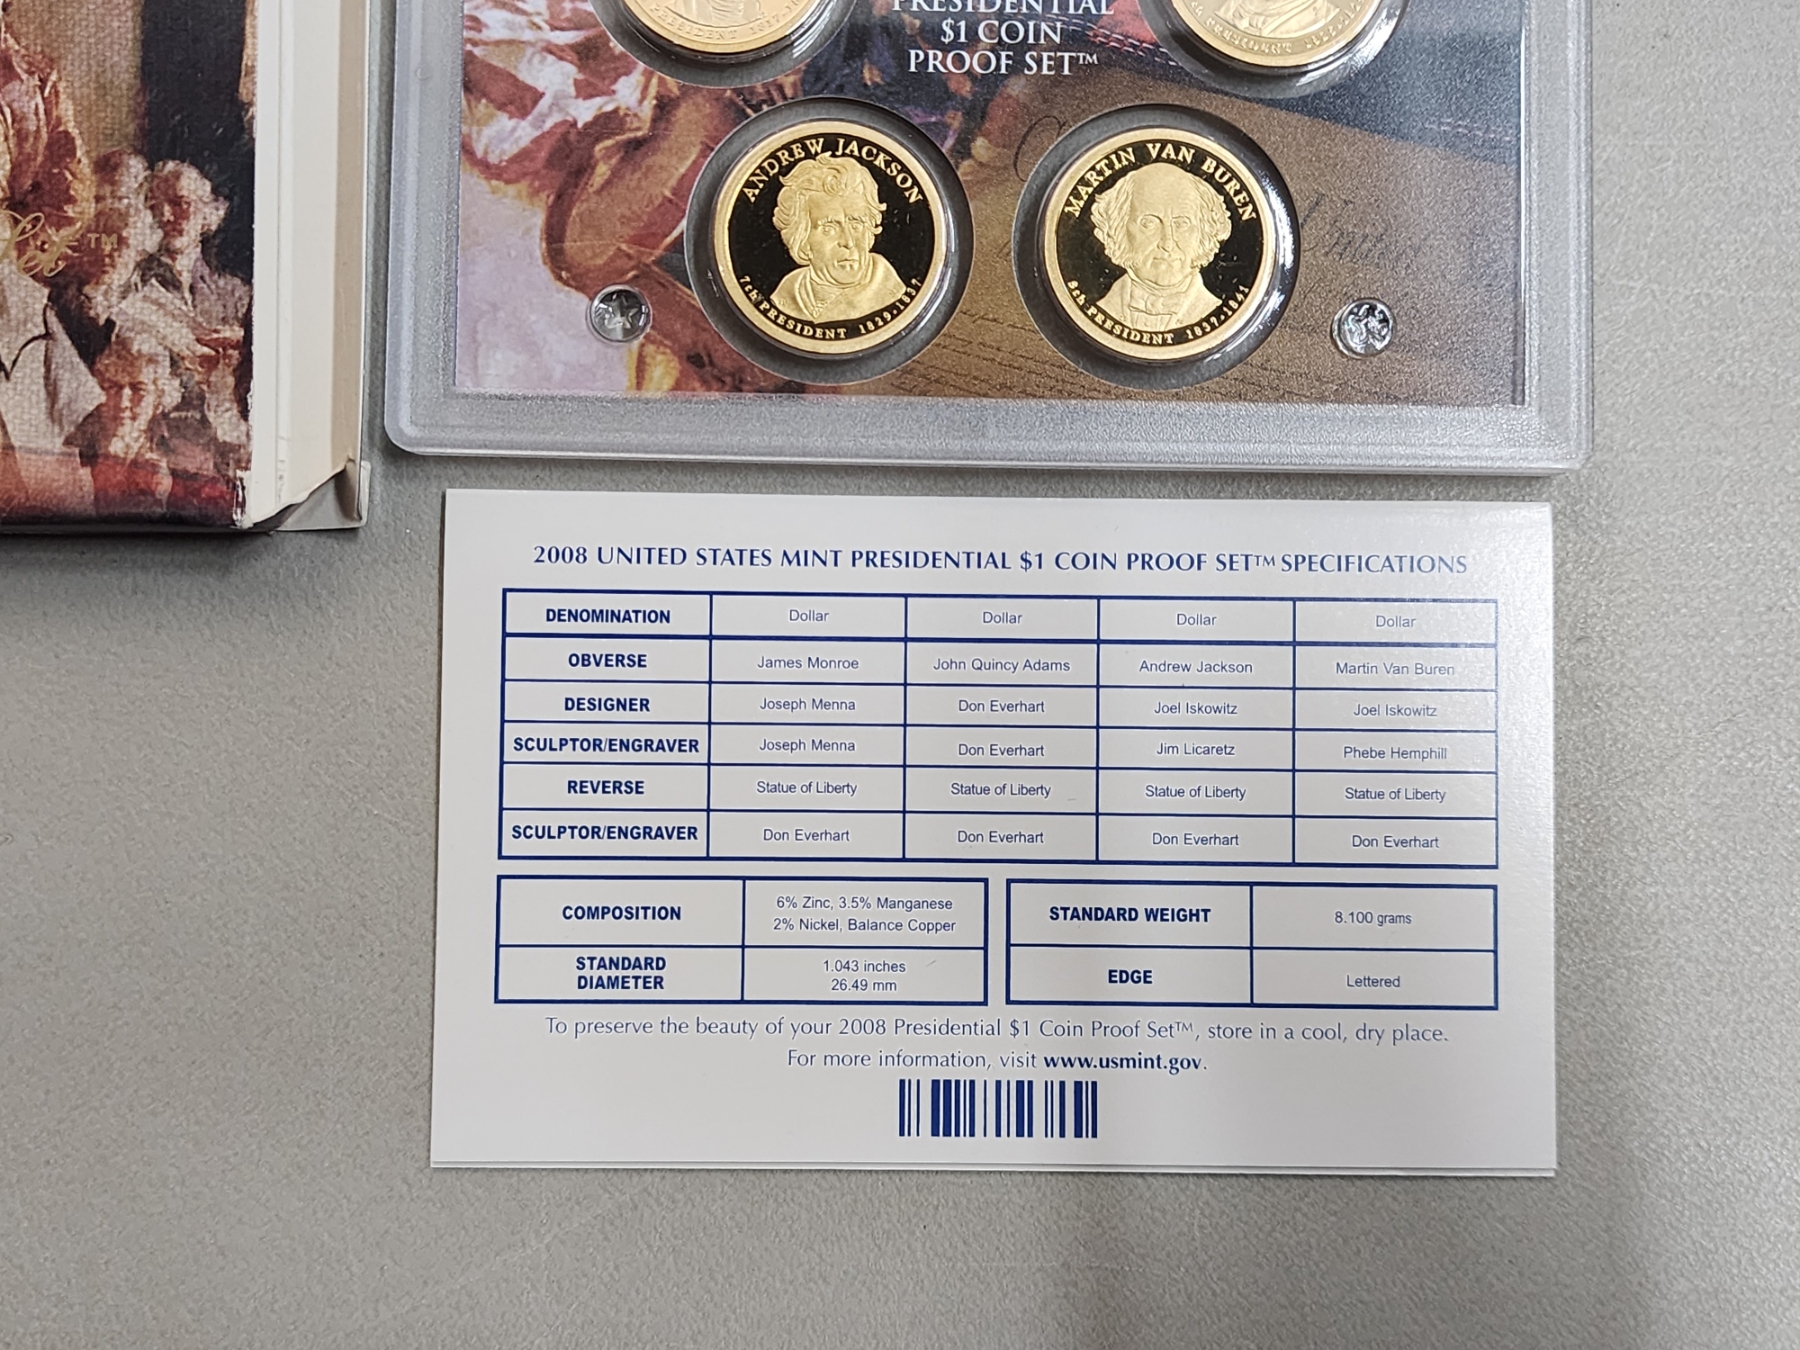 PRESIDENTIAL
$1 COIN
PROOF SET™
ANDREW JACKSON
7th PRESIDENT 1829-1837
MARTIN VAN BUREN
8th PRESIDENT 1837-1841
™
2008 UNITED STATES MINT PRESIDENTIAL $1 COIN PROOF SET™ SPECIFICATIONS
DENOMINATION Dollar Dollar Dollar Dollar
OBVERSE James Monroe John Quincy Adams Andrew Jackson Martin Van Buren
DESIGNER Joseph Menna Don Everhart Joel Iskowitz Joel Iskowitz
SCULPTOR/ENGRAVER Joseph Menna Don Everhart Jim Licaretz Phebe Hemphill
REVERSE Statue of Liberty Statue of Liberty Statue of Liberty Statue of Liberty
SCULPTOR/ENGRAVER Don Everhart Don Everhart Don Everhart Don Everhart
COMPOSITION 6% Zinc, 3.5% Manganese
2% Nickel, Balance Copper
STANDARD WEIGHT 8.100 grams
STANDARD
DIAMETER
1.043 inches
26.49 mm
EDGE Lettered
To preserve the beauty of your 2008 Presidential $1 Coin Proof Set™, store in a cool, dry place.
For more information, visit www.usmint.gov.